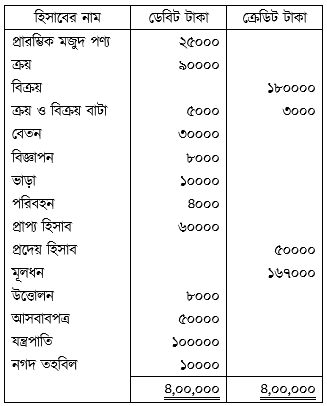 হিসাবের নাম ডেবিট টাকা ক্রেডিট টাকা
প্রারম্ভিক মজুদ পণ্য ২৫০০০
ক্রয় ৯০০০০
বিক্রয় ১৮০০০০
ক্রয় ও বিক্রয় বাটা ৫০০০ ৩০০০
বেতন ৩০০০০
বিজ্ঞাপন ৮০০০
ভাড়া ১০০০০
পরিবহন ৪০০০
প্রাপ্য হিসাব ৬০০০০
প্রদেয় হিসাব ৫০০০০
মূলধন ১৬৭০০০
উত্তোলন ৮০০০
আসবাবপত্র ৫০০০০
যন্ত্রপাতি ১০০০০০
নগদ তহবিল ১০০০০
৪,০০,০০০ ৪,০০,০০০